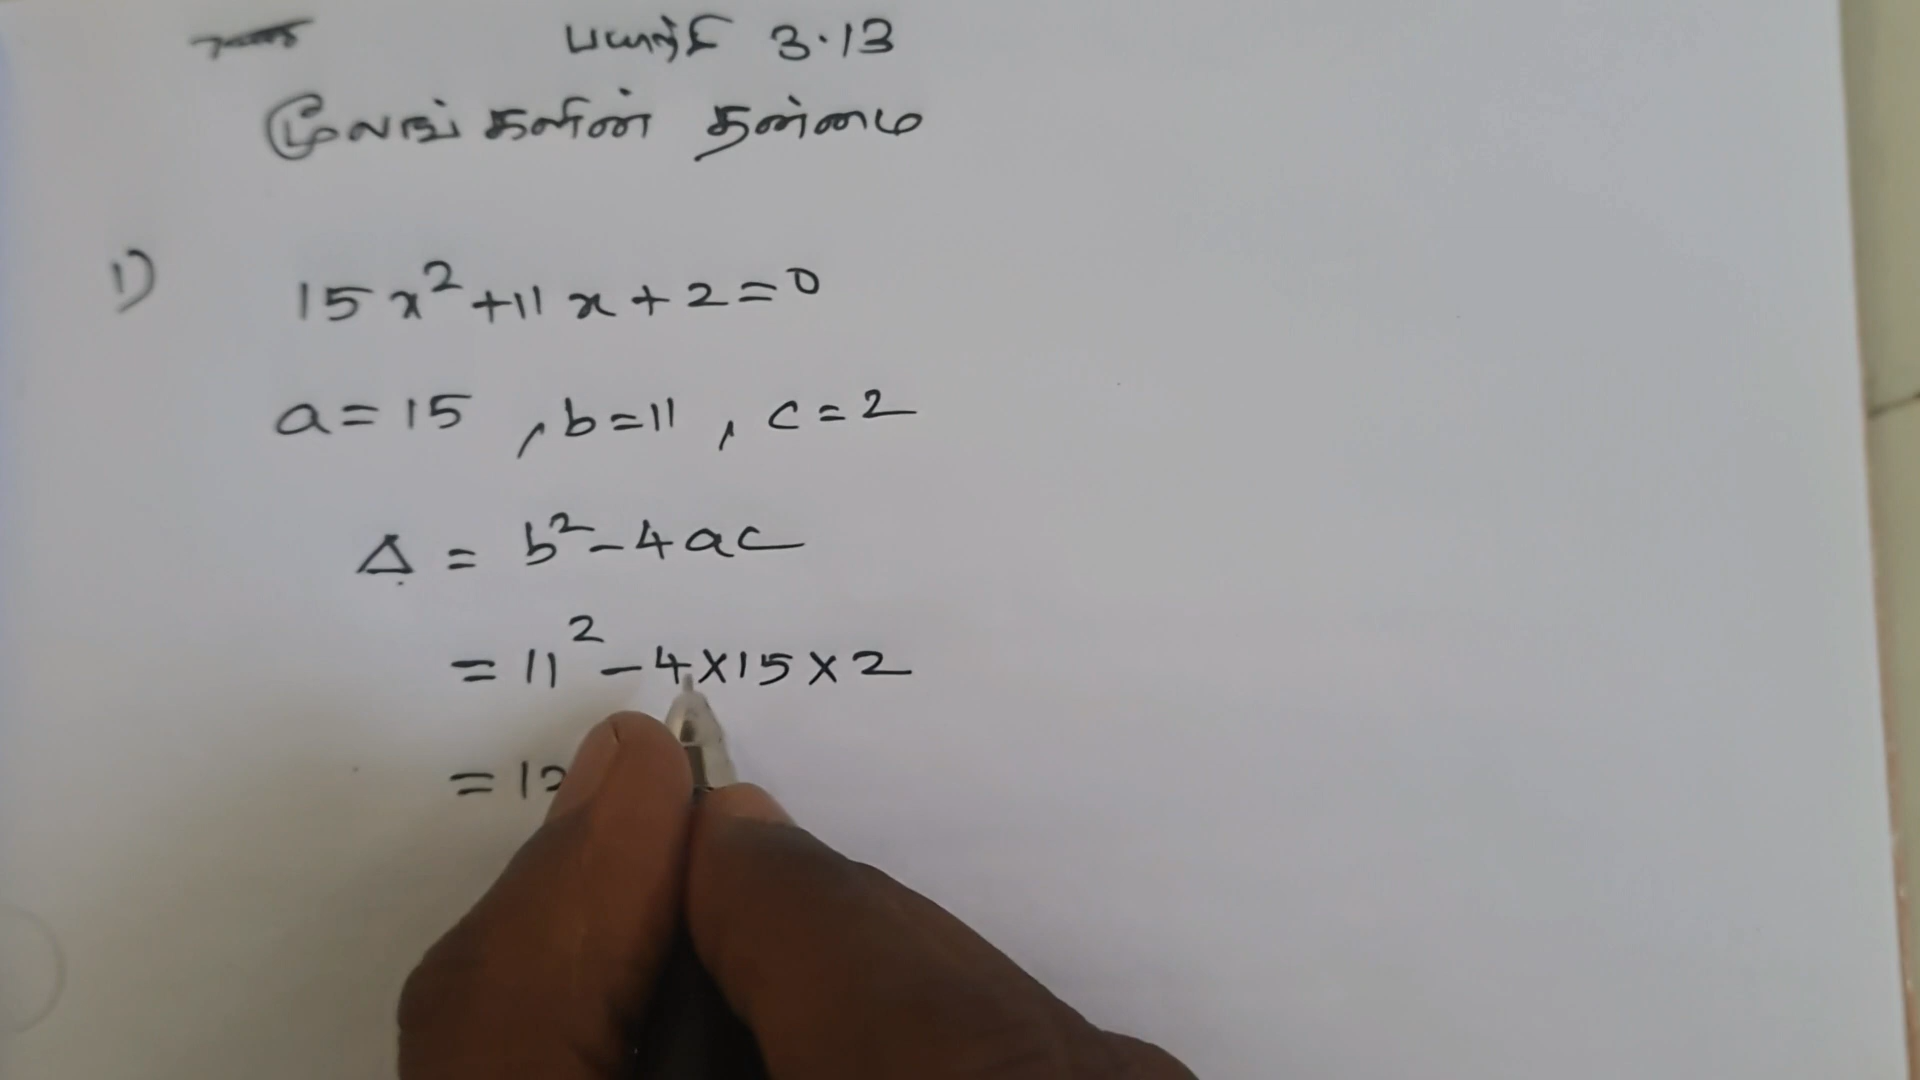 பயிற்சி 3.13
மூலங்களின் தன்மை
1) 15x²+11x+2=0
a=15, b=11, c=2
Δ = b²-4ac
= 11² -4×15×2
= 12